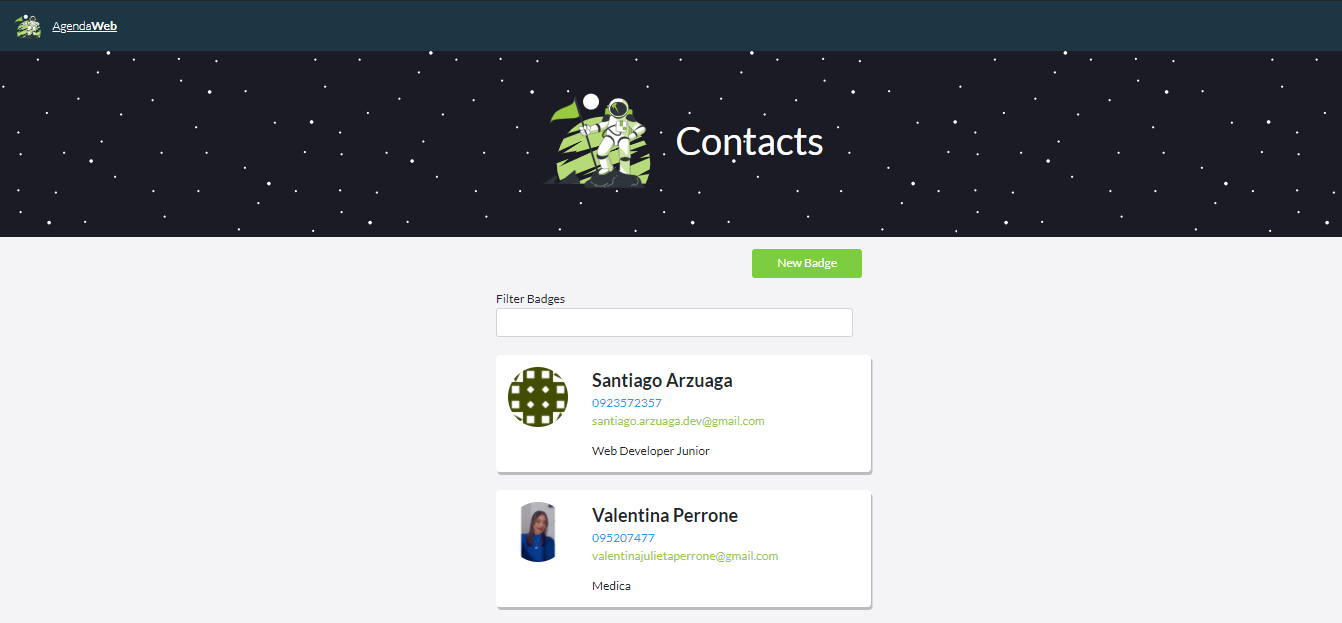 AgendaWeb
Contacts
New Badge
Filter Badges
Santiago Arzuaga
0923572357
santiago.arzuaga.dev@gmail.com
Web Developer Junior
Valentina Perrone
095207477
valentinajulietaperrone@gmail.com
Medica